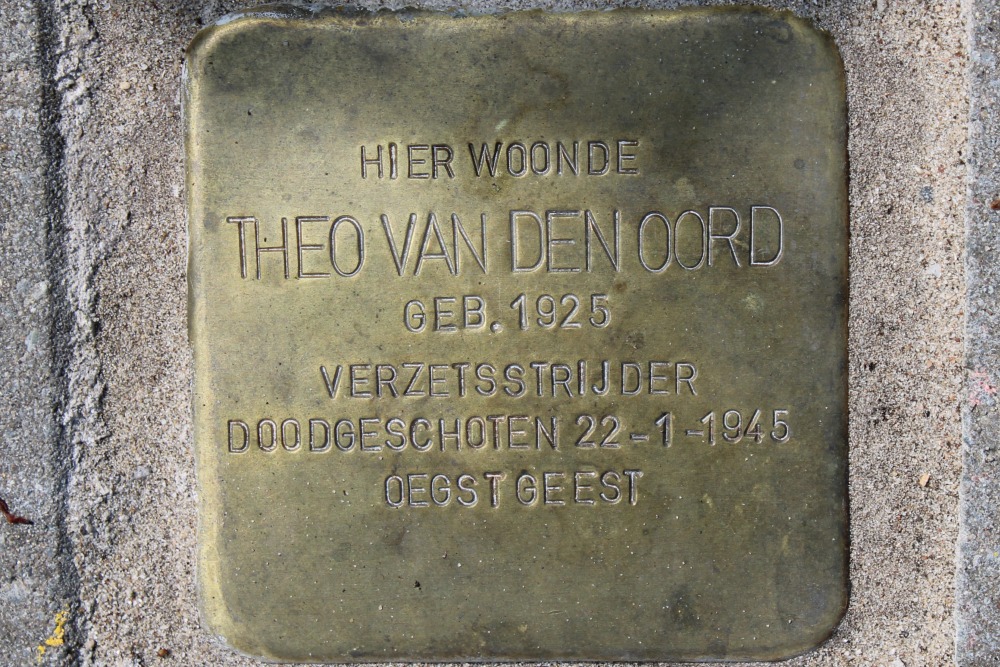 HIER WOONDE
THEO VAN DEN OORD
GEB. 1925
VERZETSSTRIJDER
DOODGESCHOTEN 22-1-1945
OEGSTGEEST